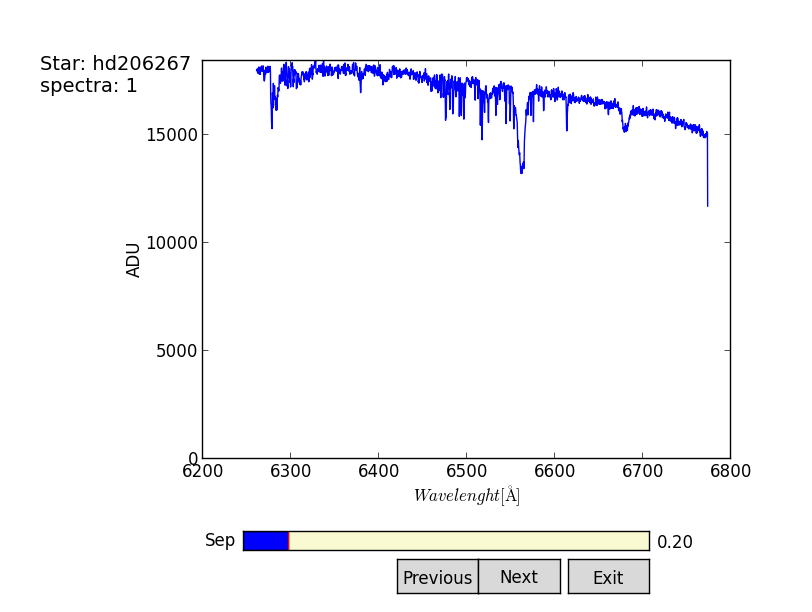 Star: hd206267
spectra: 1
15000
10000
5000
0
ADU
6200 6300 6400 6500 6600 6700 6800
Wavelenght[Å]
Sep 0.20
Previous Next Exit